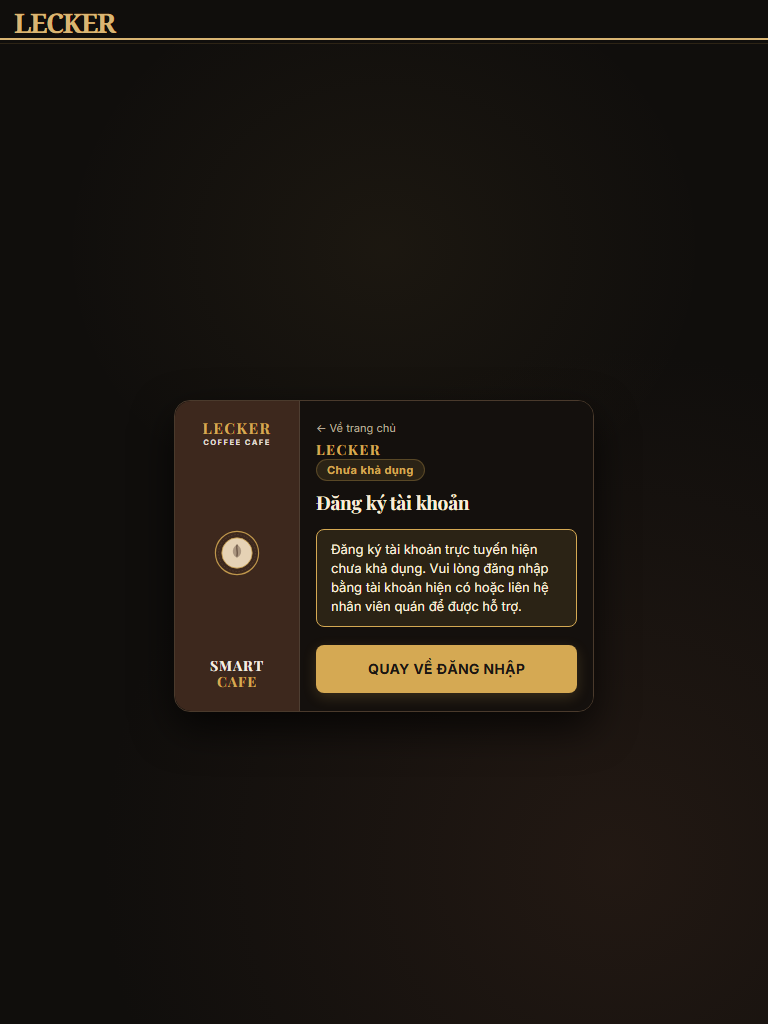 LECKER
LECKER
COFFEE CAFE
SMART
CAFE
← Về trang chủ
LECKER
Chưa khả dụng
Đăng ký tài khoản
Đăng ký tài khoản trực tuyến hiện
chưa khả dụng. Vui lòng đăng nhập
bằng tài khoản hiện có hoặc liên hệ
nhân viên quán để được hỗ trợ.
QUAY VỀ ĐĂNG NHẬP